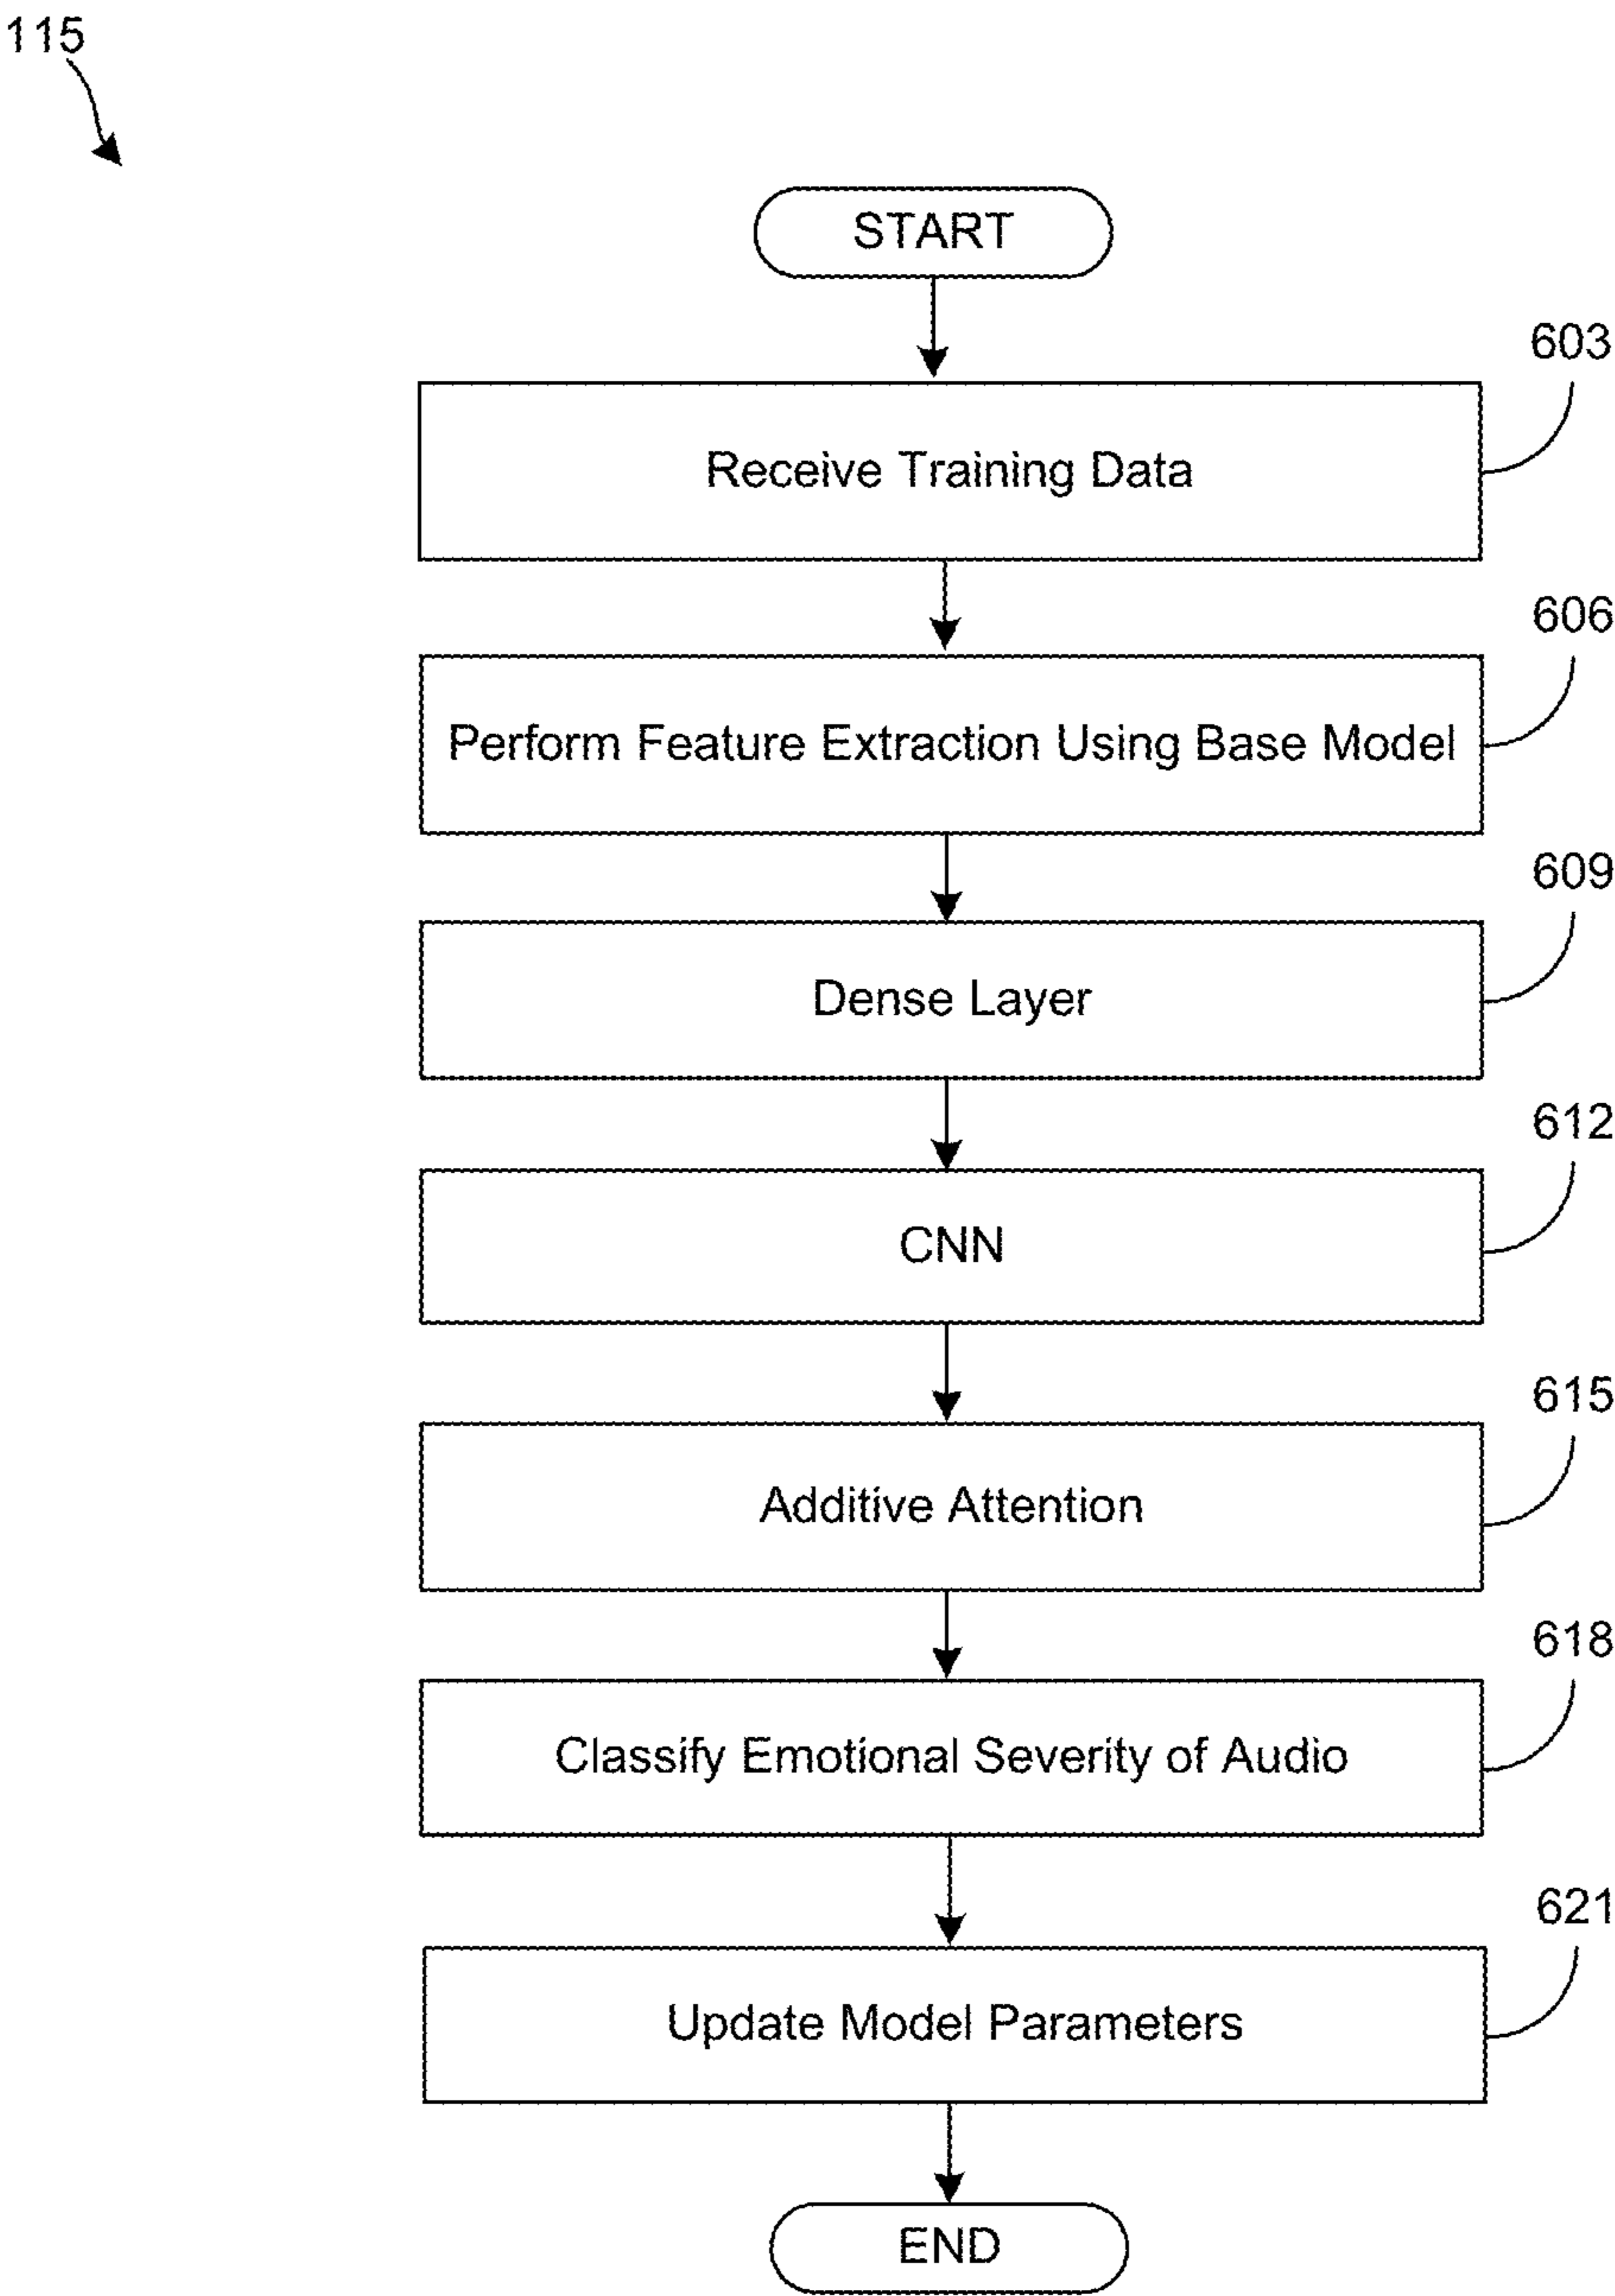 115
START
603
Receive Training Data
606
Perform Feature Extraction Using Base Model
609
Dense Layer
612
CNN
615
Additive Attention
618
Classify Emotional Severity of Audio
621
Update Model Parameters
END